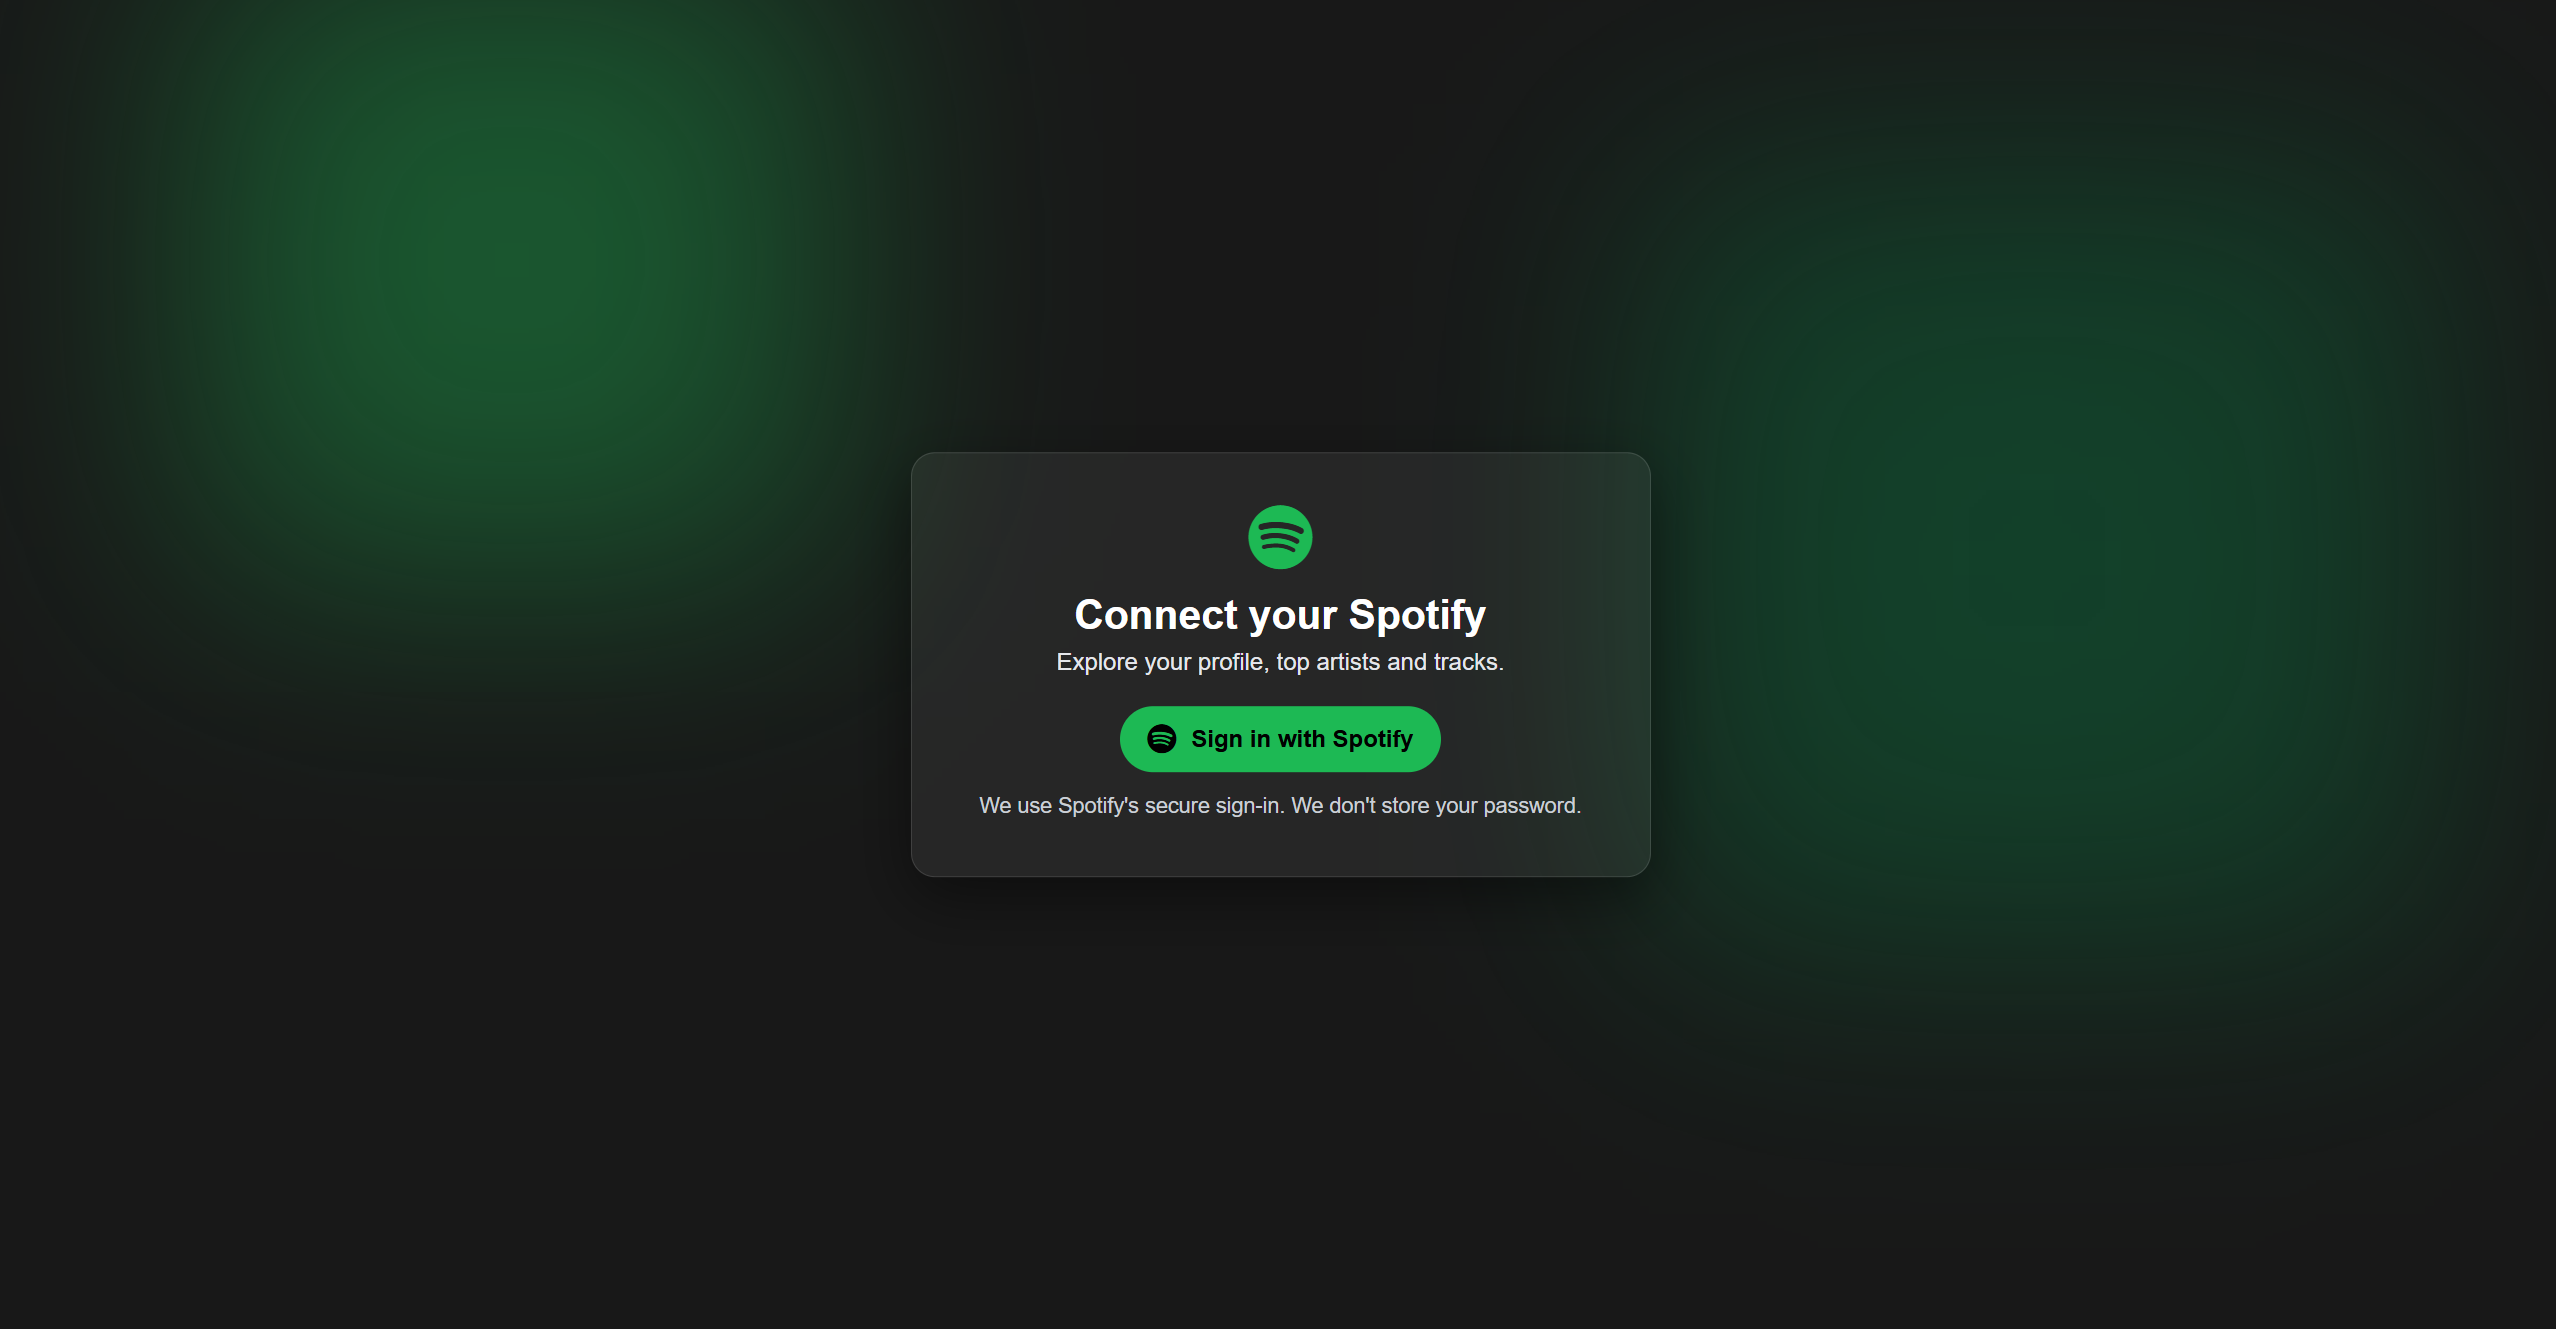 Connect your Spotify
Explore your profile, top artists and tracks.
Sign in with Spotify
We use Spotify's secure sign-in. We don't store your password.